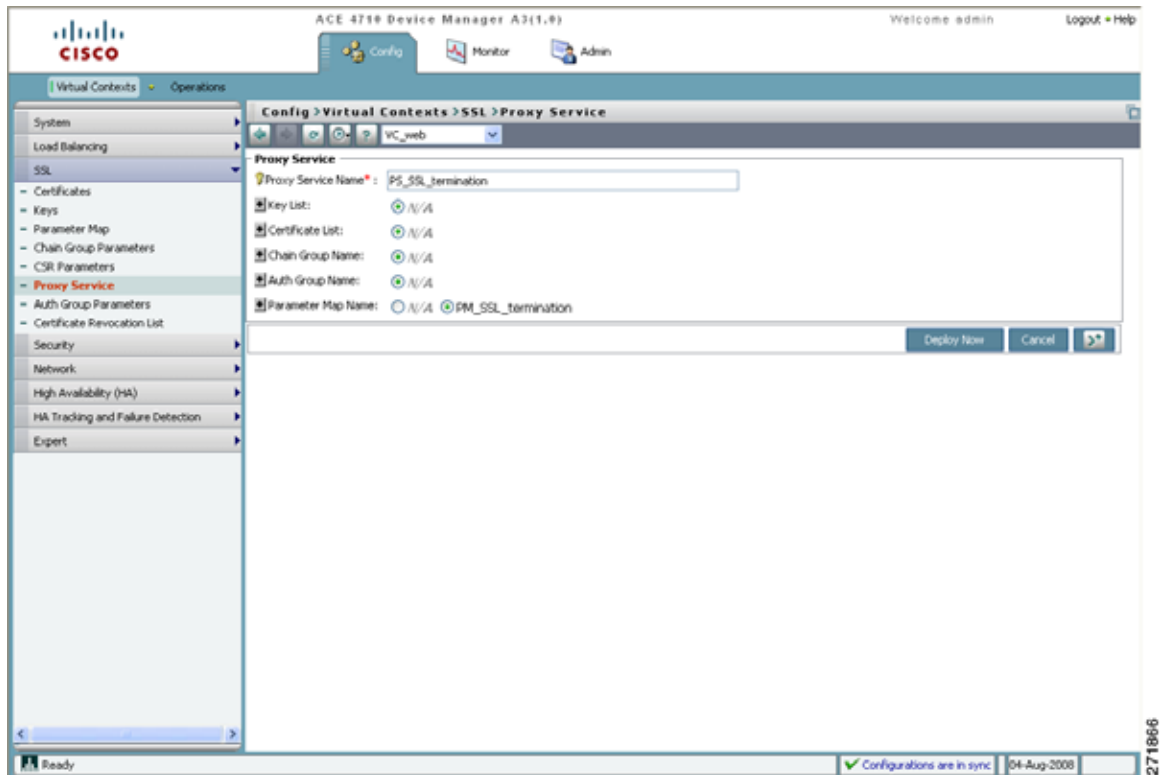 ACE 4710 Device Manager A3(1.0)
Welcome admin
Logout
Help
CISCO
Config
Monitor
Admin
Virtual Contexts
Operations
System
Load Balancing
SSL
Certificates
Keys
Parameter Map
Chain Group Parameters
CSR Parameters
Proxy Service
Auth Group Parameters
Certificate Revocation List
Security
Network
High Availability (HA)
HA Tracking and Failure Detection
Expert
Config > Virtual Contexts > SSL > Proxy Service
VC_web
Proxy Service
Proxy Service Name* : PS_SSL_termination
Key List: N/A
Certificate List: N/A
Chain Group Name: N/A
Auth Group Name: N/A
Parameter Map Name: N/A PM_SSL_termination
Deploy Now
Cancel
Ready
Configurations are in sync
04-Aug-2008
271866